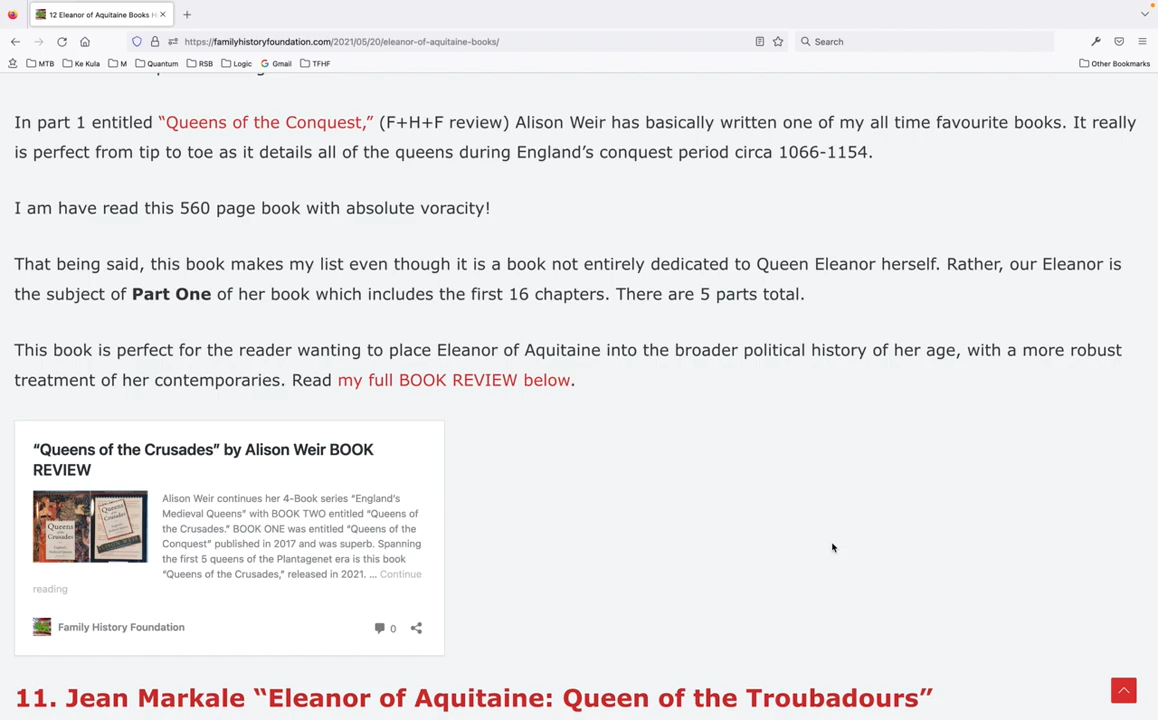 12 Eleanor of Aquitaine Books H
https://familyhistoryfoundation.com/2021/05/20/eleanor-of-aquitaine-books/
Search
MTB
Ke Kula
M
Quantum
RSB
Logic
Gmail
TFHF
Other Bookmarks
In part 1 entitled “Queens of the Conquest,” (F+H+F review) Alison Weir has basically written one of my all time favourite books. It really
is perfect from tip to toe as it details all of the queens during England’s conquest period circa 1066-1154.
I am have read this 560 page book with absolute voracity!
That being said, this book makes my list even though it is a book not entirely dedicated to Queen Eleanor herself. Rather, our Eleanor is
the subject of Part One of her book which includes the first 16 chapters. There are 5 parts total.
This book is perfect for the reader wanting to place Eleanor of Aquitaine into the broader political history of her age, with a more robust
treatment of her contemporaries. Read my full BOOK REVIEW below.
“Queens of the Crusades” by Alison Weir BOOK
REVIEW
Alison Weir continues her 4-Book series “England’s
Medieval Queens” with BOOK TWO entitled “Queens of
the Crusades.” BOOK ONE was entitled “Queens of the
Conquest” published in 2017 and was superb. Spanning
the first 5 queens of the Plantagenet era is this book
“Queens of the Crusades,” released in 2021. … Continue
reading
Family History Foundation
0
11. Jean Markale “Eleanor of Aquitaine: Queen of the Troubadours”